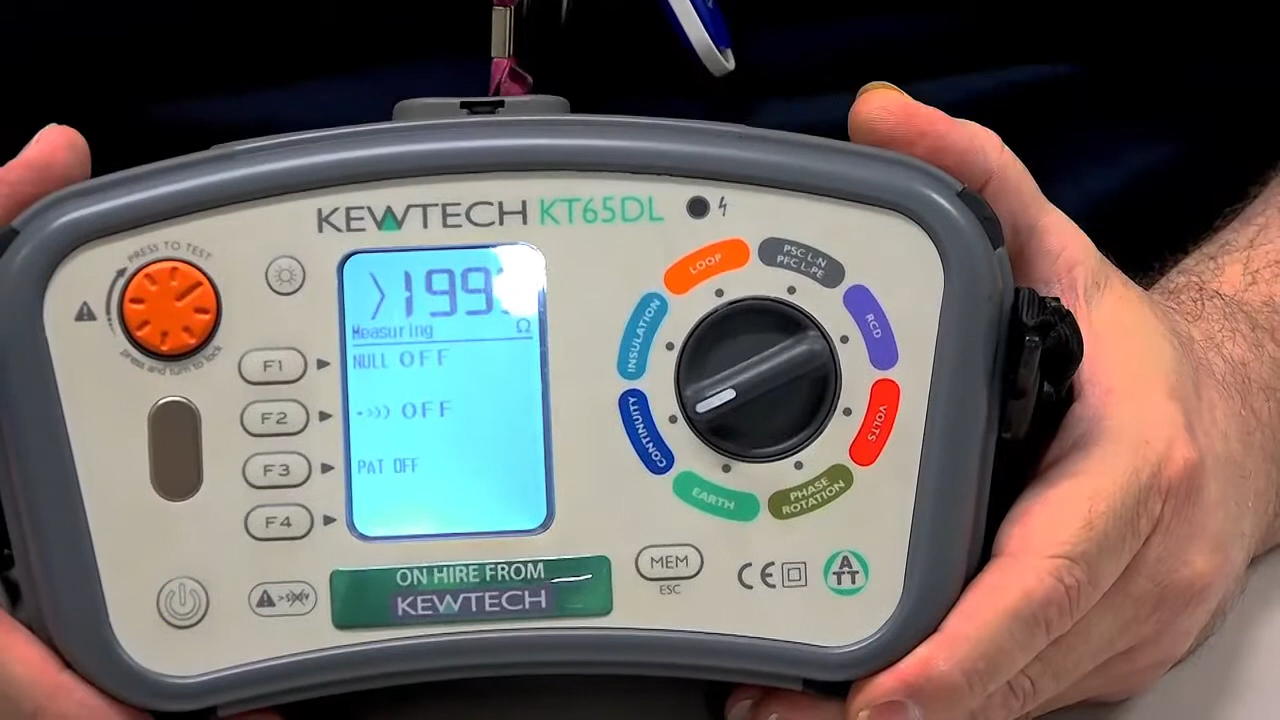 KEWTECH KT65DL
PRESS TO TEST
press and turn to lock
>199
Measuring Ω
F1 NULL OFF
F2 •))) OFF
F3 PAT OFF
F4
LOOP
PSC L-N
PFC L-PE
RCD
VOLTS
PHASE
ROTATION
EARTH
CONTINUITY
INSULATION
MEM
ESC
ON HIRE FROM
KEWTECH
CE
A
TT